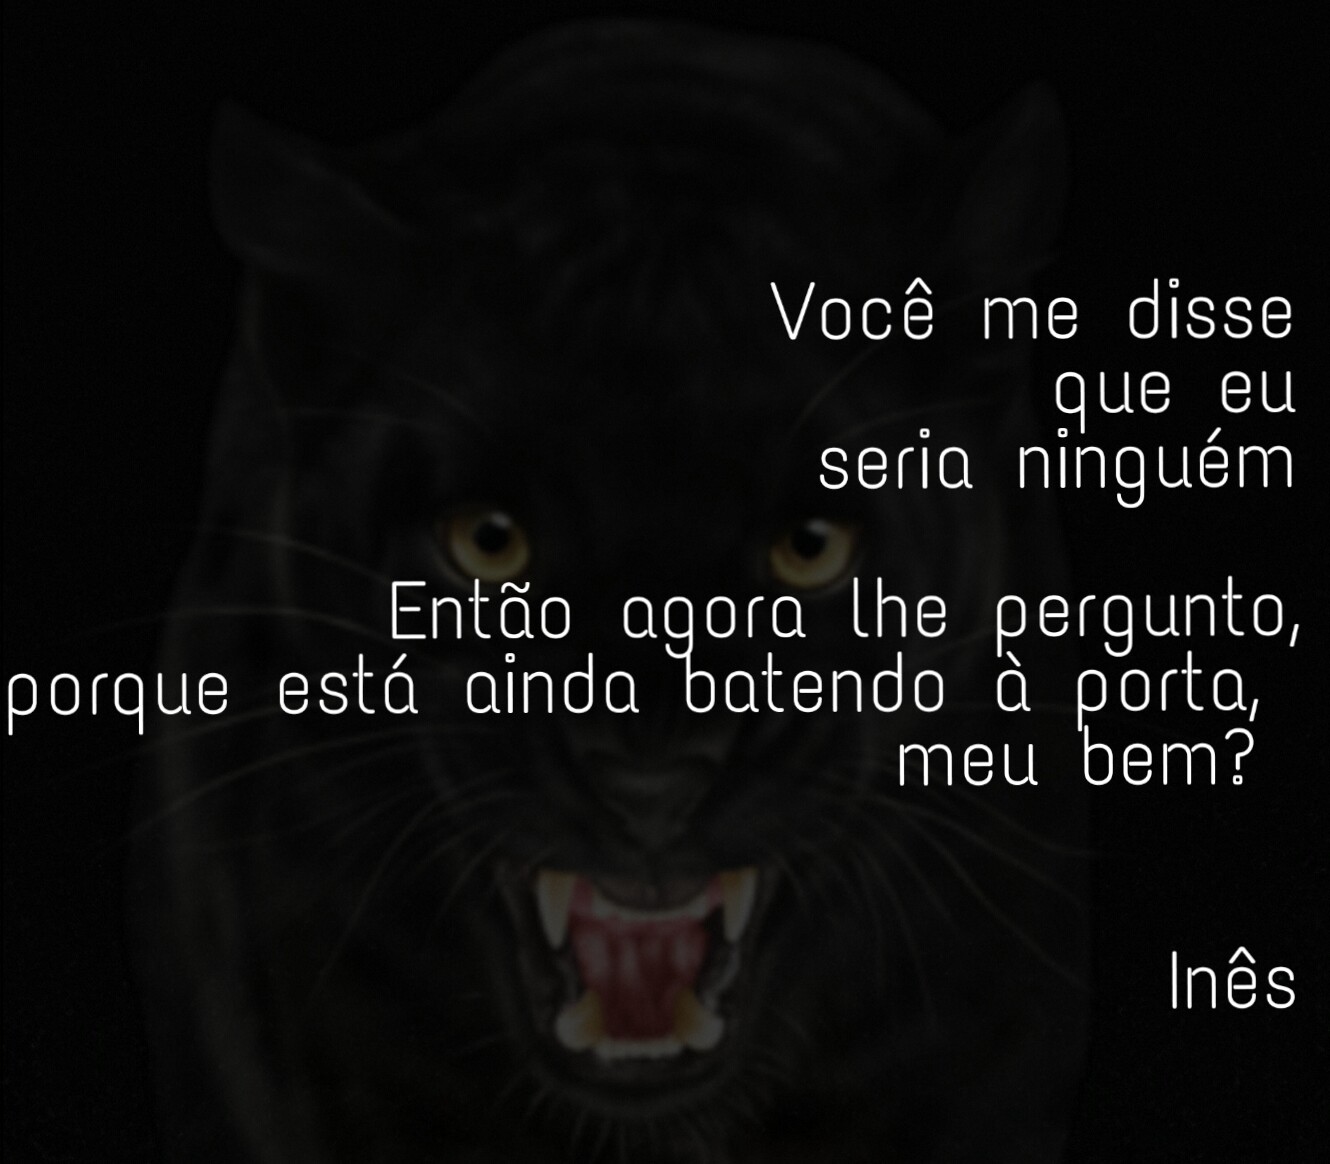 Você me disse
que eu
seria ninguém
Então agora lhe pergunto,
porque está ainda batendo à porta,
meu bem?
Inês